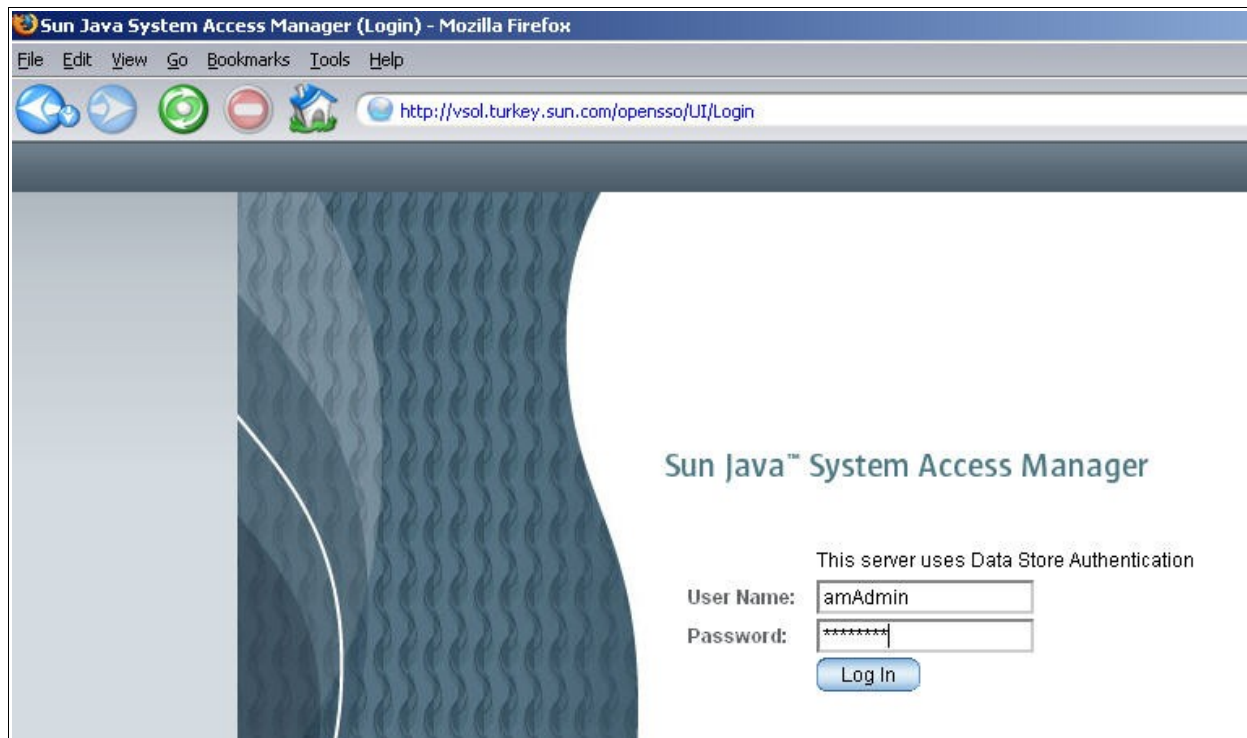 Sun Java System Access Manager (Login) - Mozilla Firefox
File Edit View Go Bookmarks Tools Help
http://vsol.turkey.sun.com/opensso/UI/Login
Sun Java™ System Access Manager
This server uses Data Store Authentication
User Name: amAdmin
Password: ********
Log In